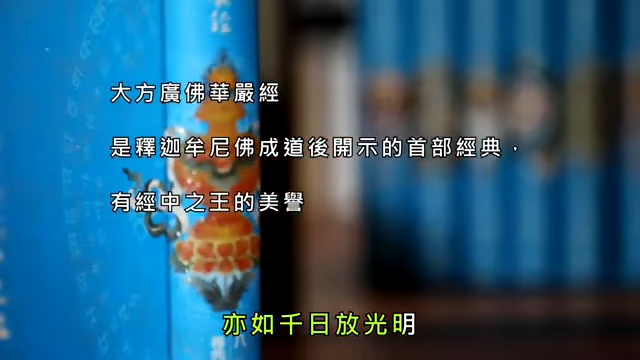 大方廣佛華嚴經
是釋迦牟尼佛成道後開示的首部經典，
有經中之王的美譽
亦如千日放光明